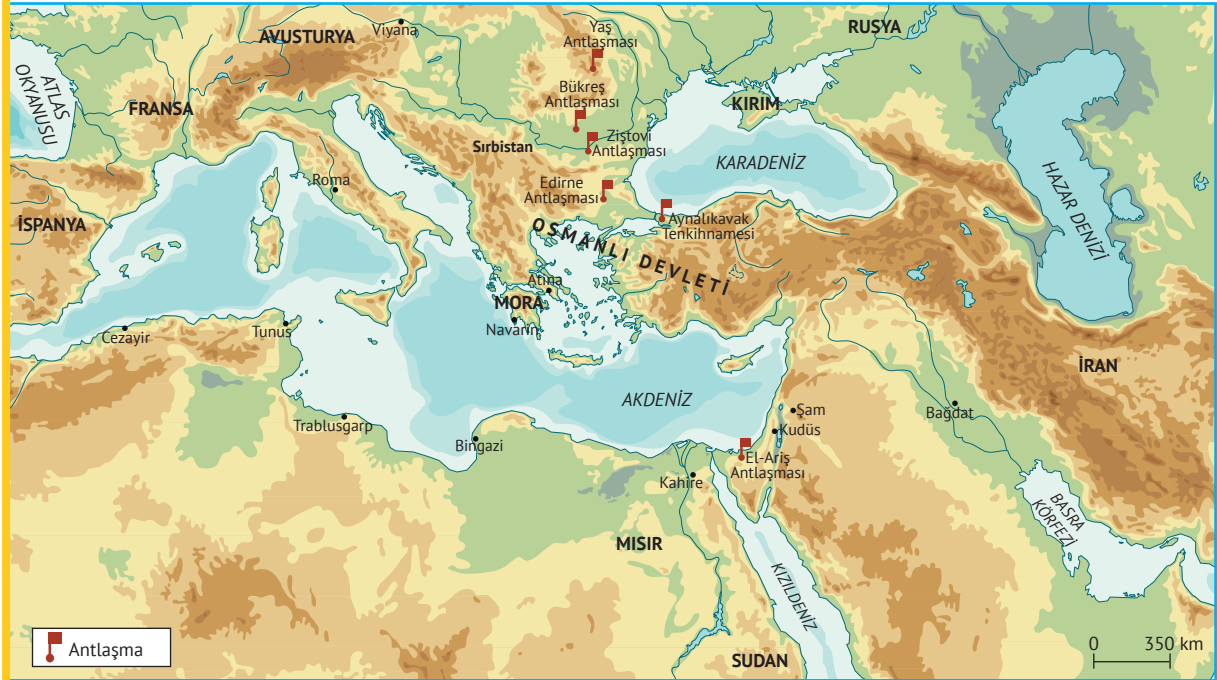 AVUSTURYA
Viyana
Yaş
Antlaşması
RUSYA
ATLAS
OKYANUSU
FRANSA
Bükreş
Antlaşması
KIRIM
Sırbistan
Ziştovi
Antlaşması
KARADENİZ
HAZAR DENİZİ
Roma
Edirne
Antlaşması
İSPANYA
Aynalıkavak
Tenkihnamesi
OSMANLI DEVLETİ
Atina
MORA
Navarin
Cezayir
Tunus
İRAN
AKDENİZ
Şam
Bağdat
Trablusgarp
Kudüs
Bingazi
El-Ariş
Antlaşması
Kahire
BASRA
KÖRFEZİ
MISIR
KIZILDENİZ
Antlaşma
0 350 km
SUDAN